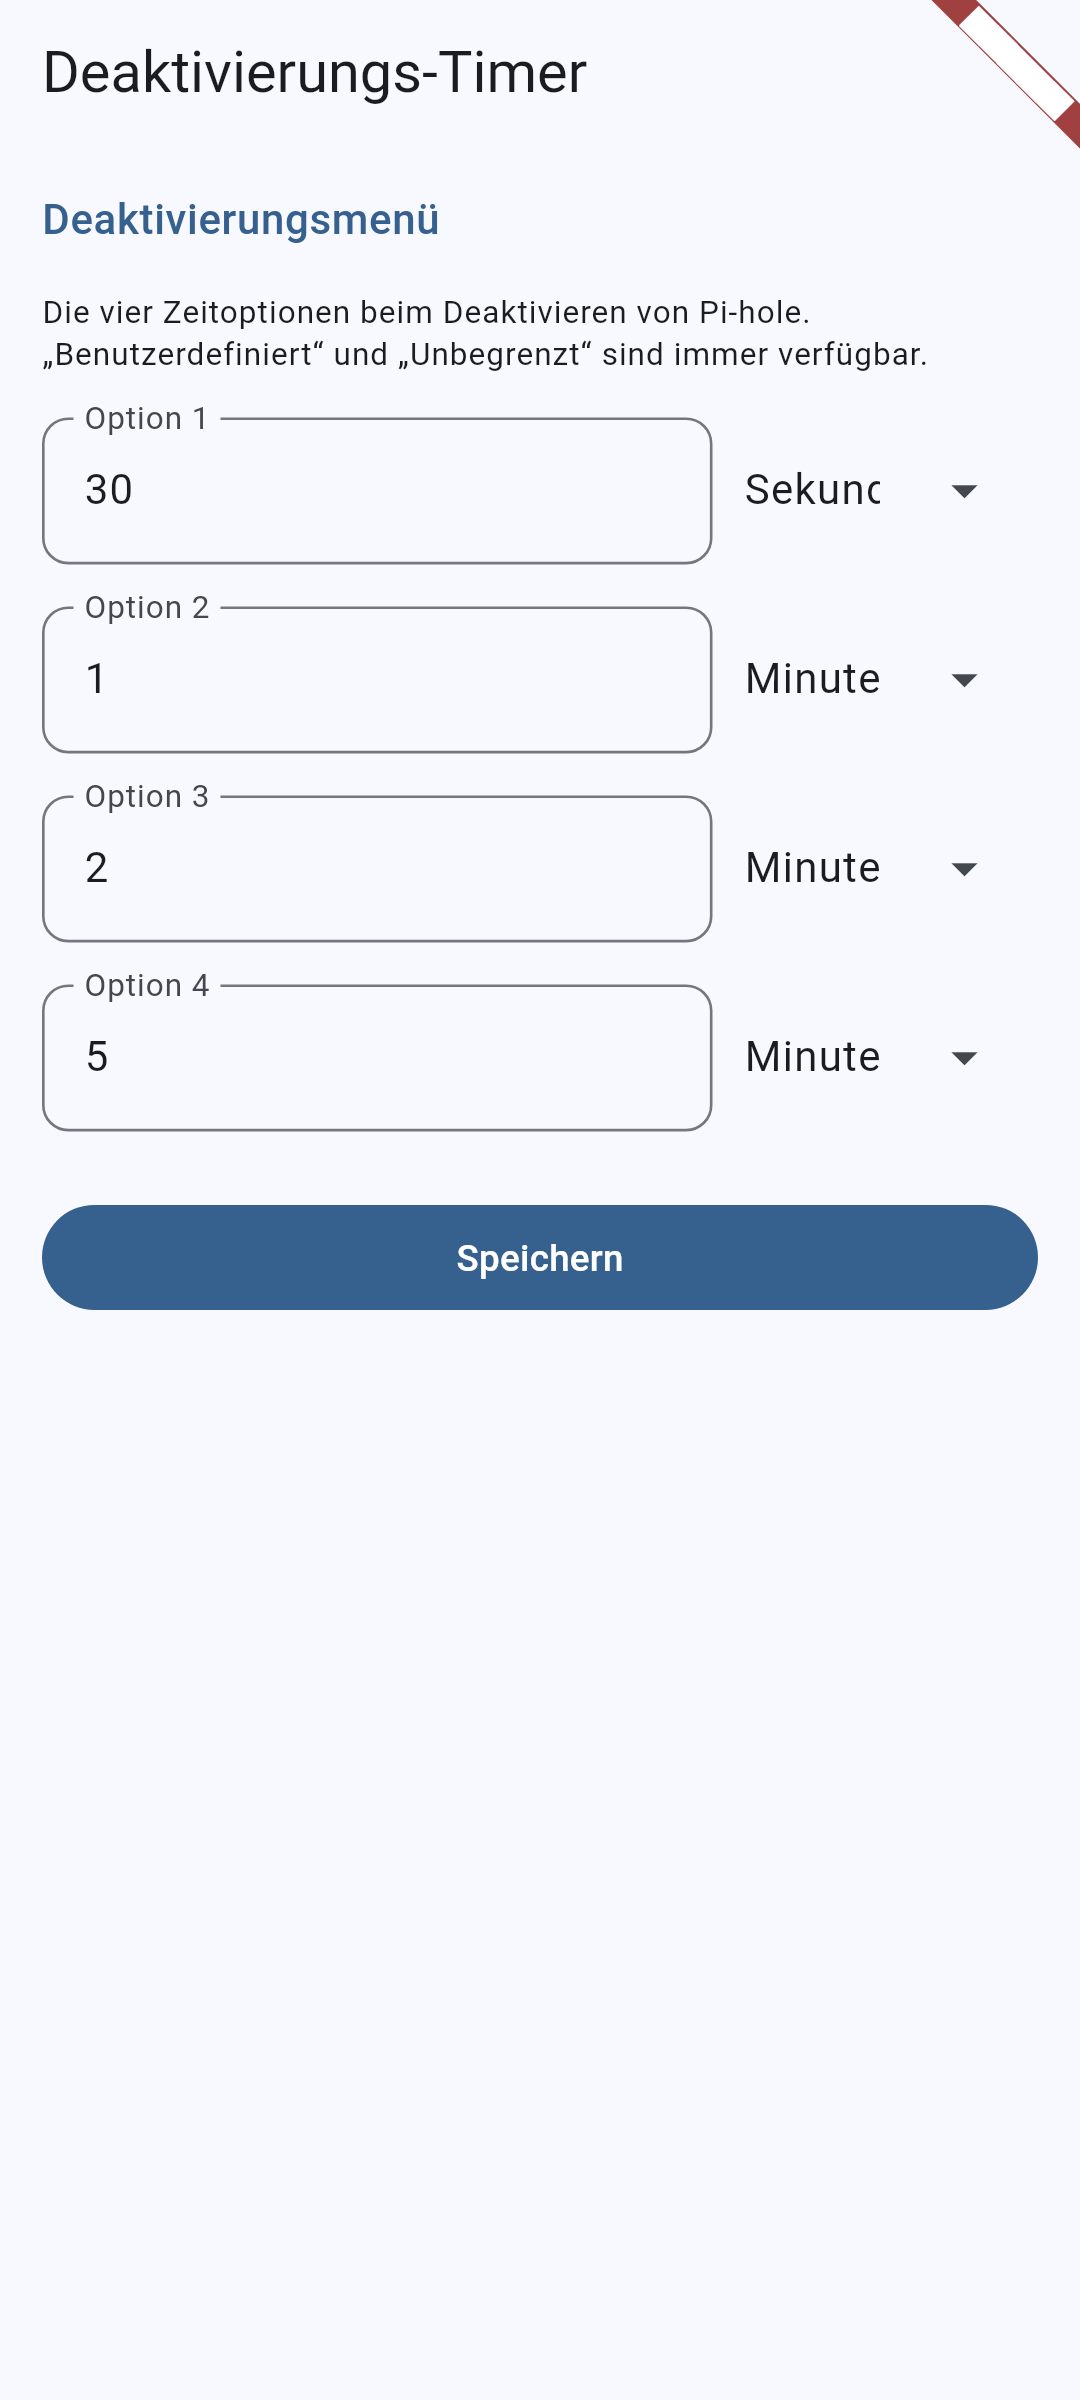 Deaktivierungs-Timer
Deaktivierungsmenü
Die vier Zeitoptionen beim Deaktivieren von Pi-hole.
„Benutzerdefiniert“ und „Unbegrenzt“ sind immer verfügbar.
Option 1
30 Sekund
Option 2
1 Minute
Option 3
2 Minute
Option 4
5 Minute
Speichern